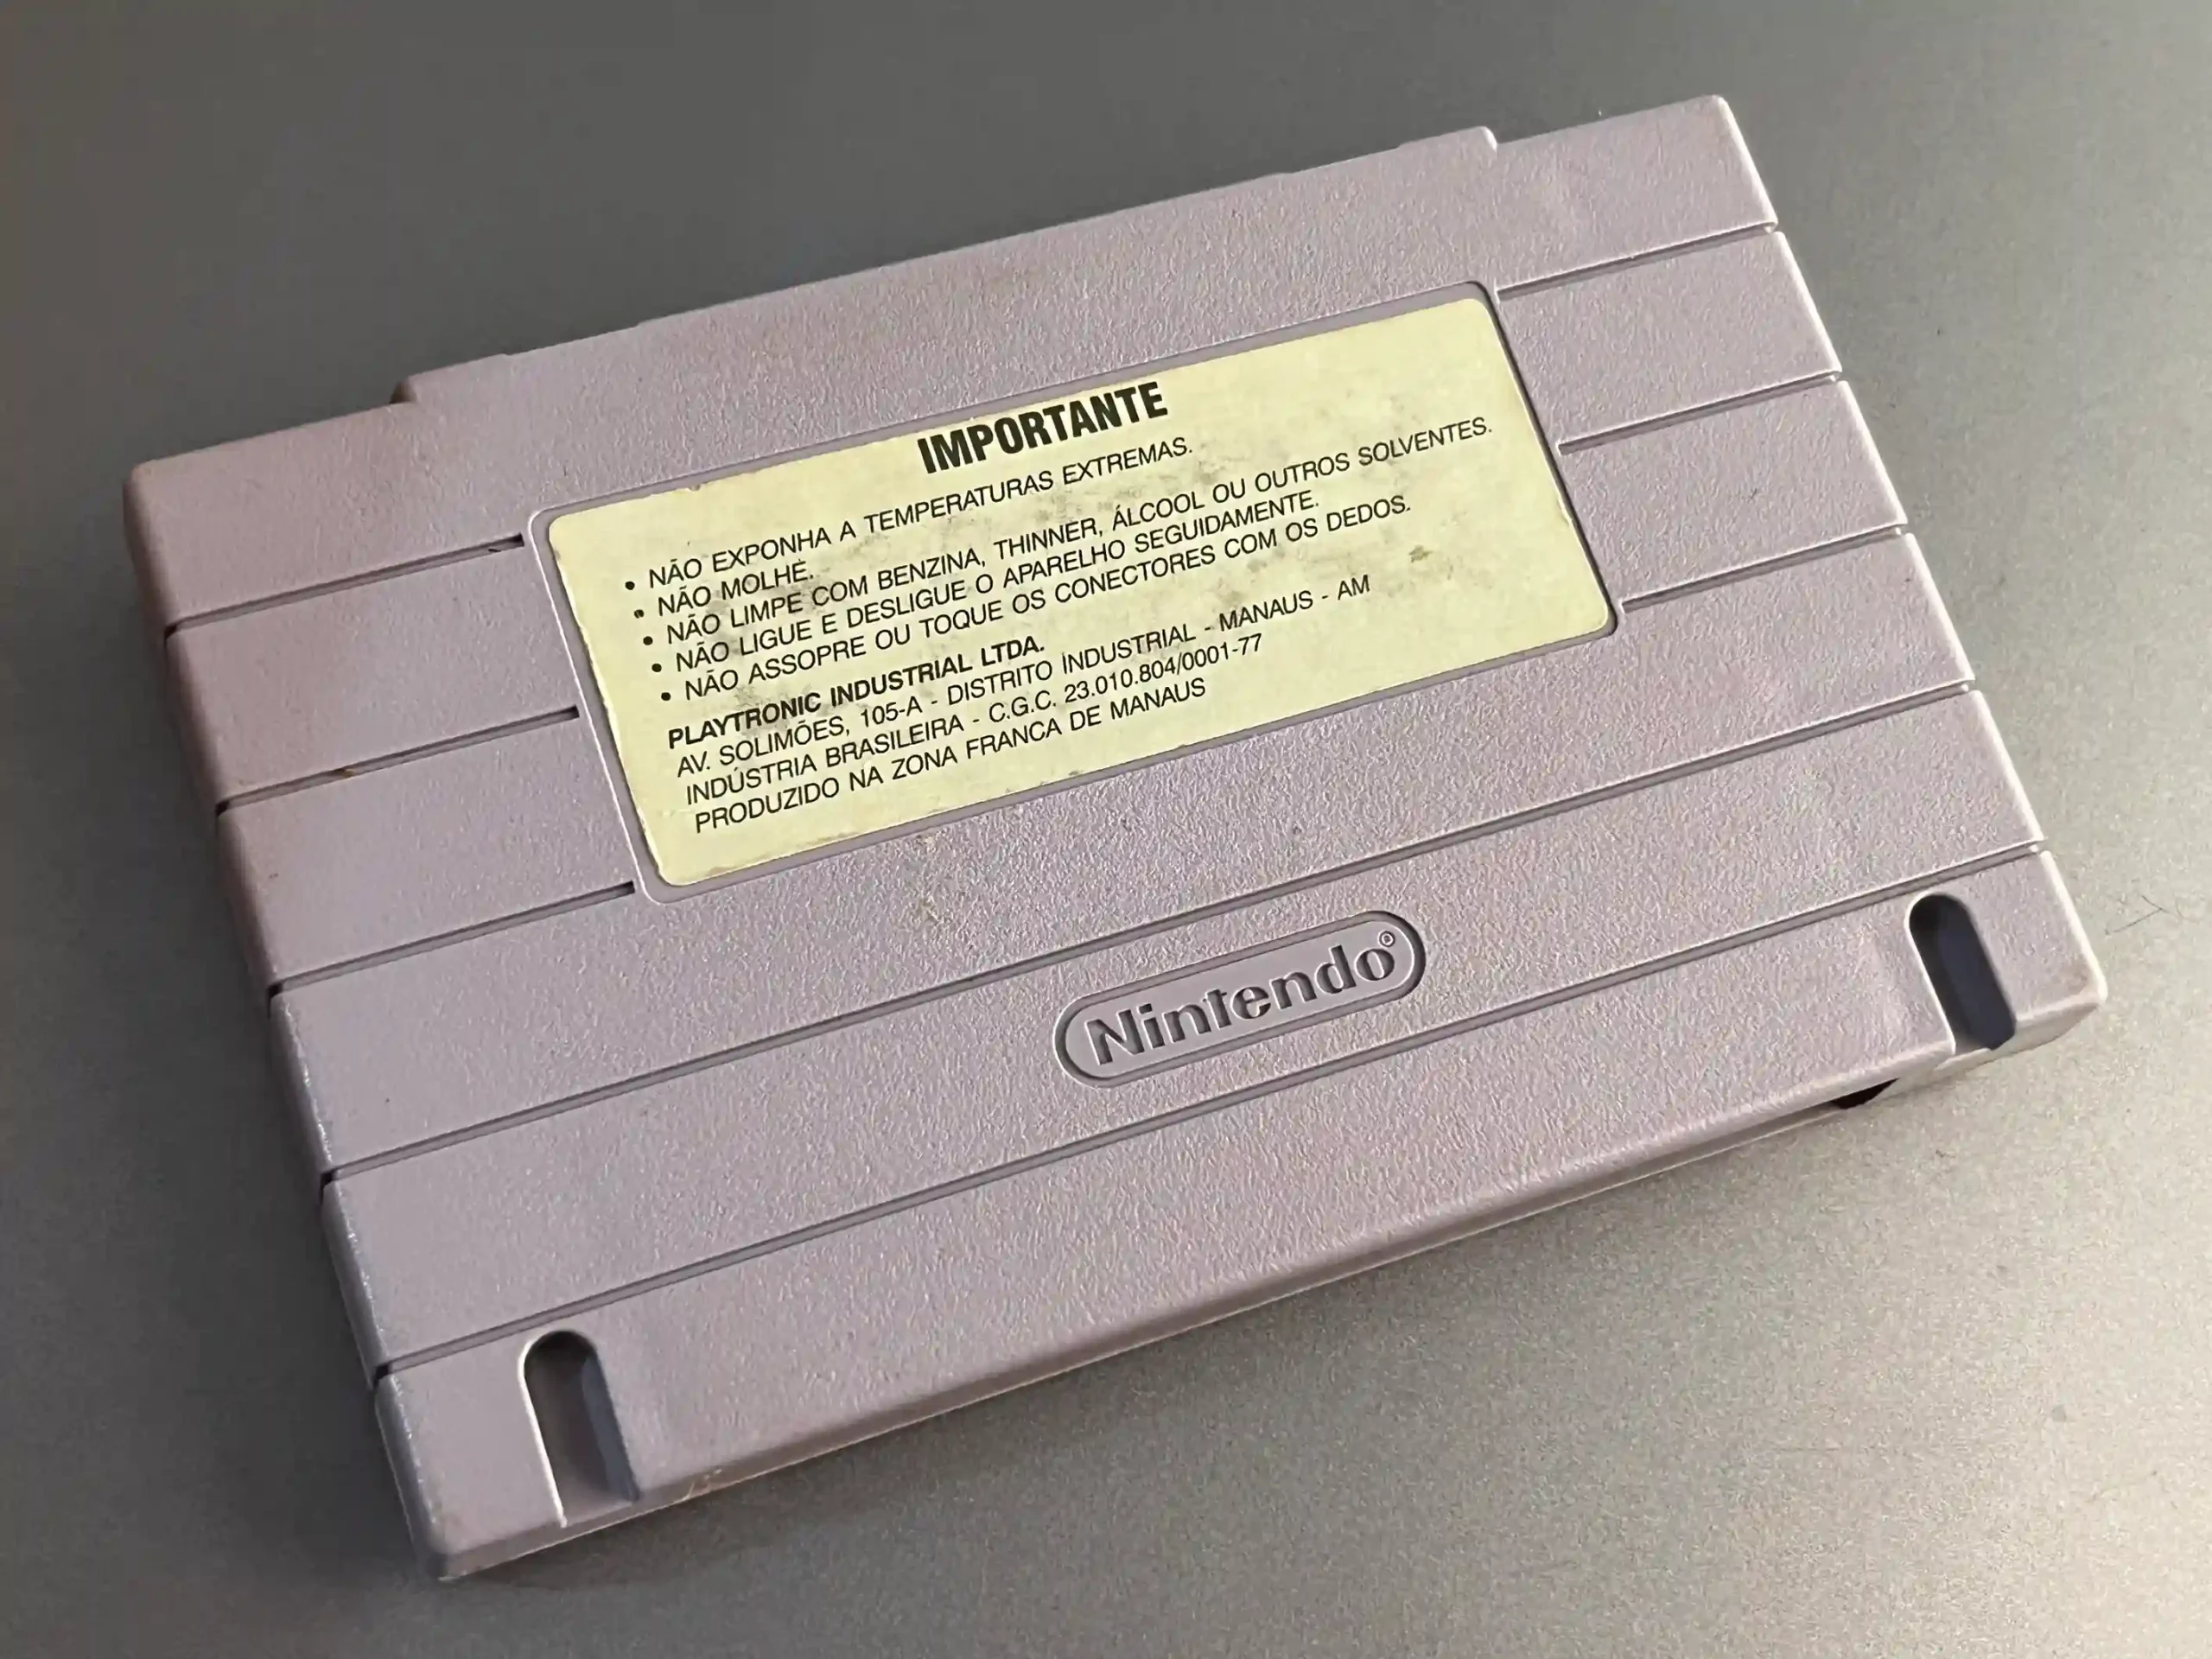 IMPORTANTE
• NÃO EXPONHA A TEMPERATURAS EXTREMAS.
• NÃO MOLHE.
• NÃO LIMPE COM BENZINA, THINNER, ÁLCOOL OU OUTROS SOLVENTES.
• NÃO LIGUE E DESLIGUE O APARELHO SEGUIDAMENTE.
• NÃO ASSOPRE OU TOQUE OS CONECTORES COM OS DEDOS.
PLAYTRONIC INDUSTRIAL LTDA.
AV. SOLIMÕES, 105-A - DISTRITO INDUSTRIAL - MANAUS - AM
INDÚSTRIA BRASILEIRA - C.G.C. 23.010.804/0001-77
PRODUZIDO NA ZONA FRANCA DE MANAUS
Nintendo®